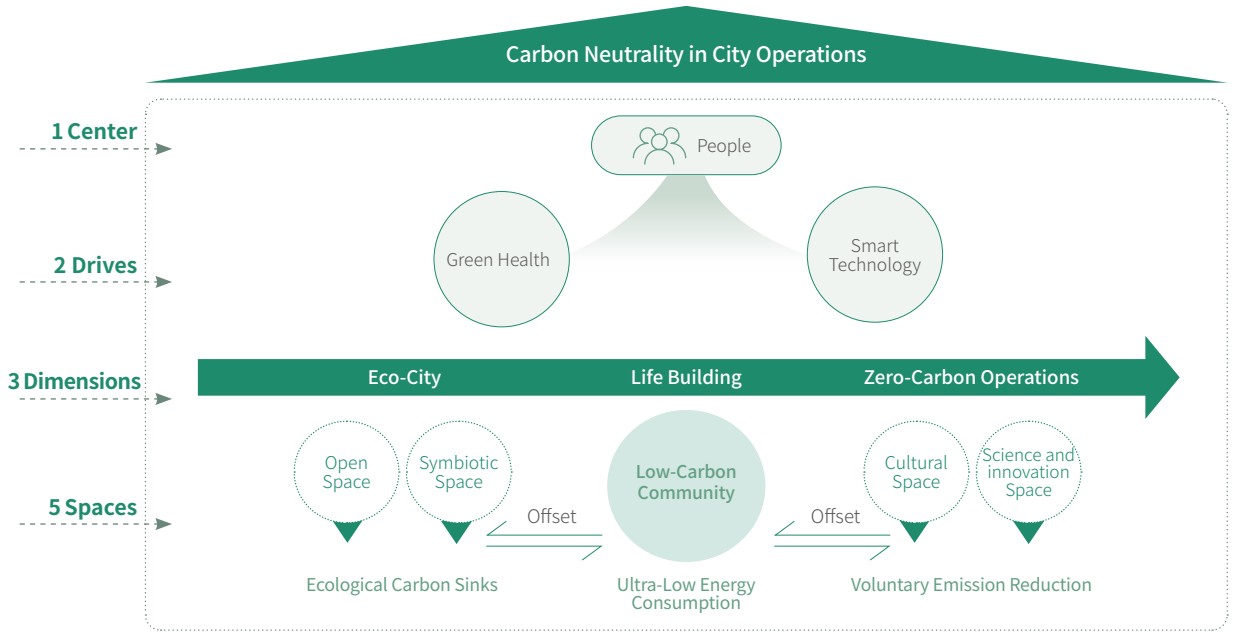 Carbon Neutrality in City Operations
1 Center
People
2 Drives
Green Health
Smart
Technology
3 Dimensions
Eco-City
Life Building
Zero-Carbon Operations
5 Spaces
Open
Space
Symbiotic
Space
Low-Carbon
Community
Cultural
Space
Science and
innovation
Space
Offset
Offset
Ecological Carbon Sinks
Ultra-Low Energy
Consumption
Voluntary Emission Reduction